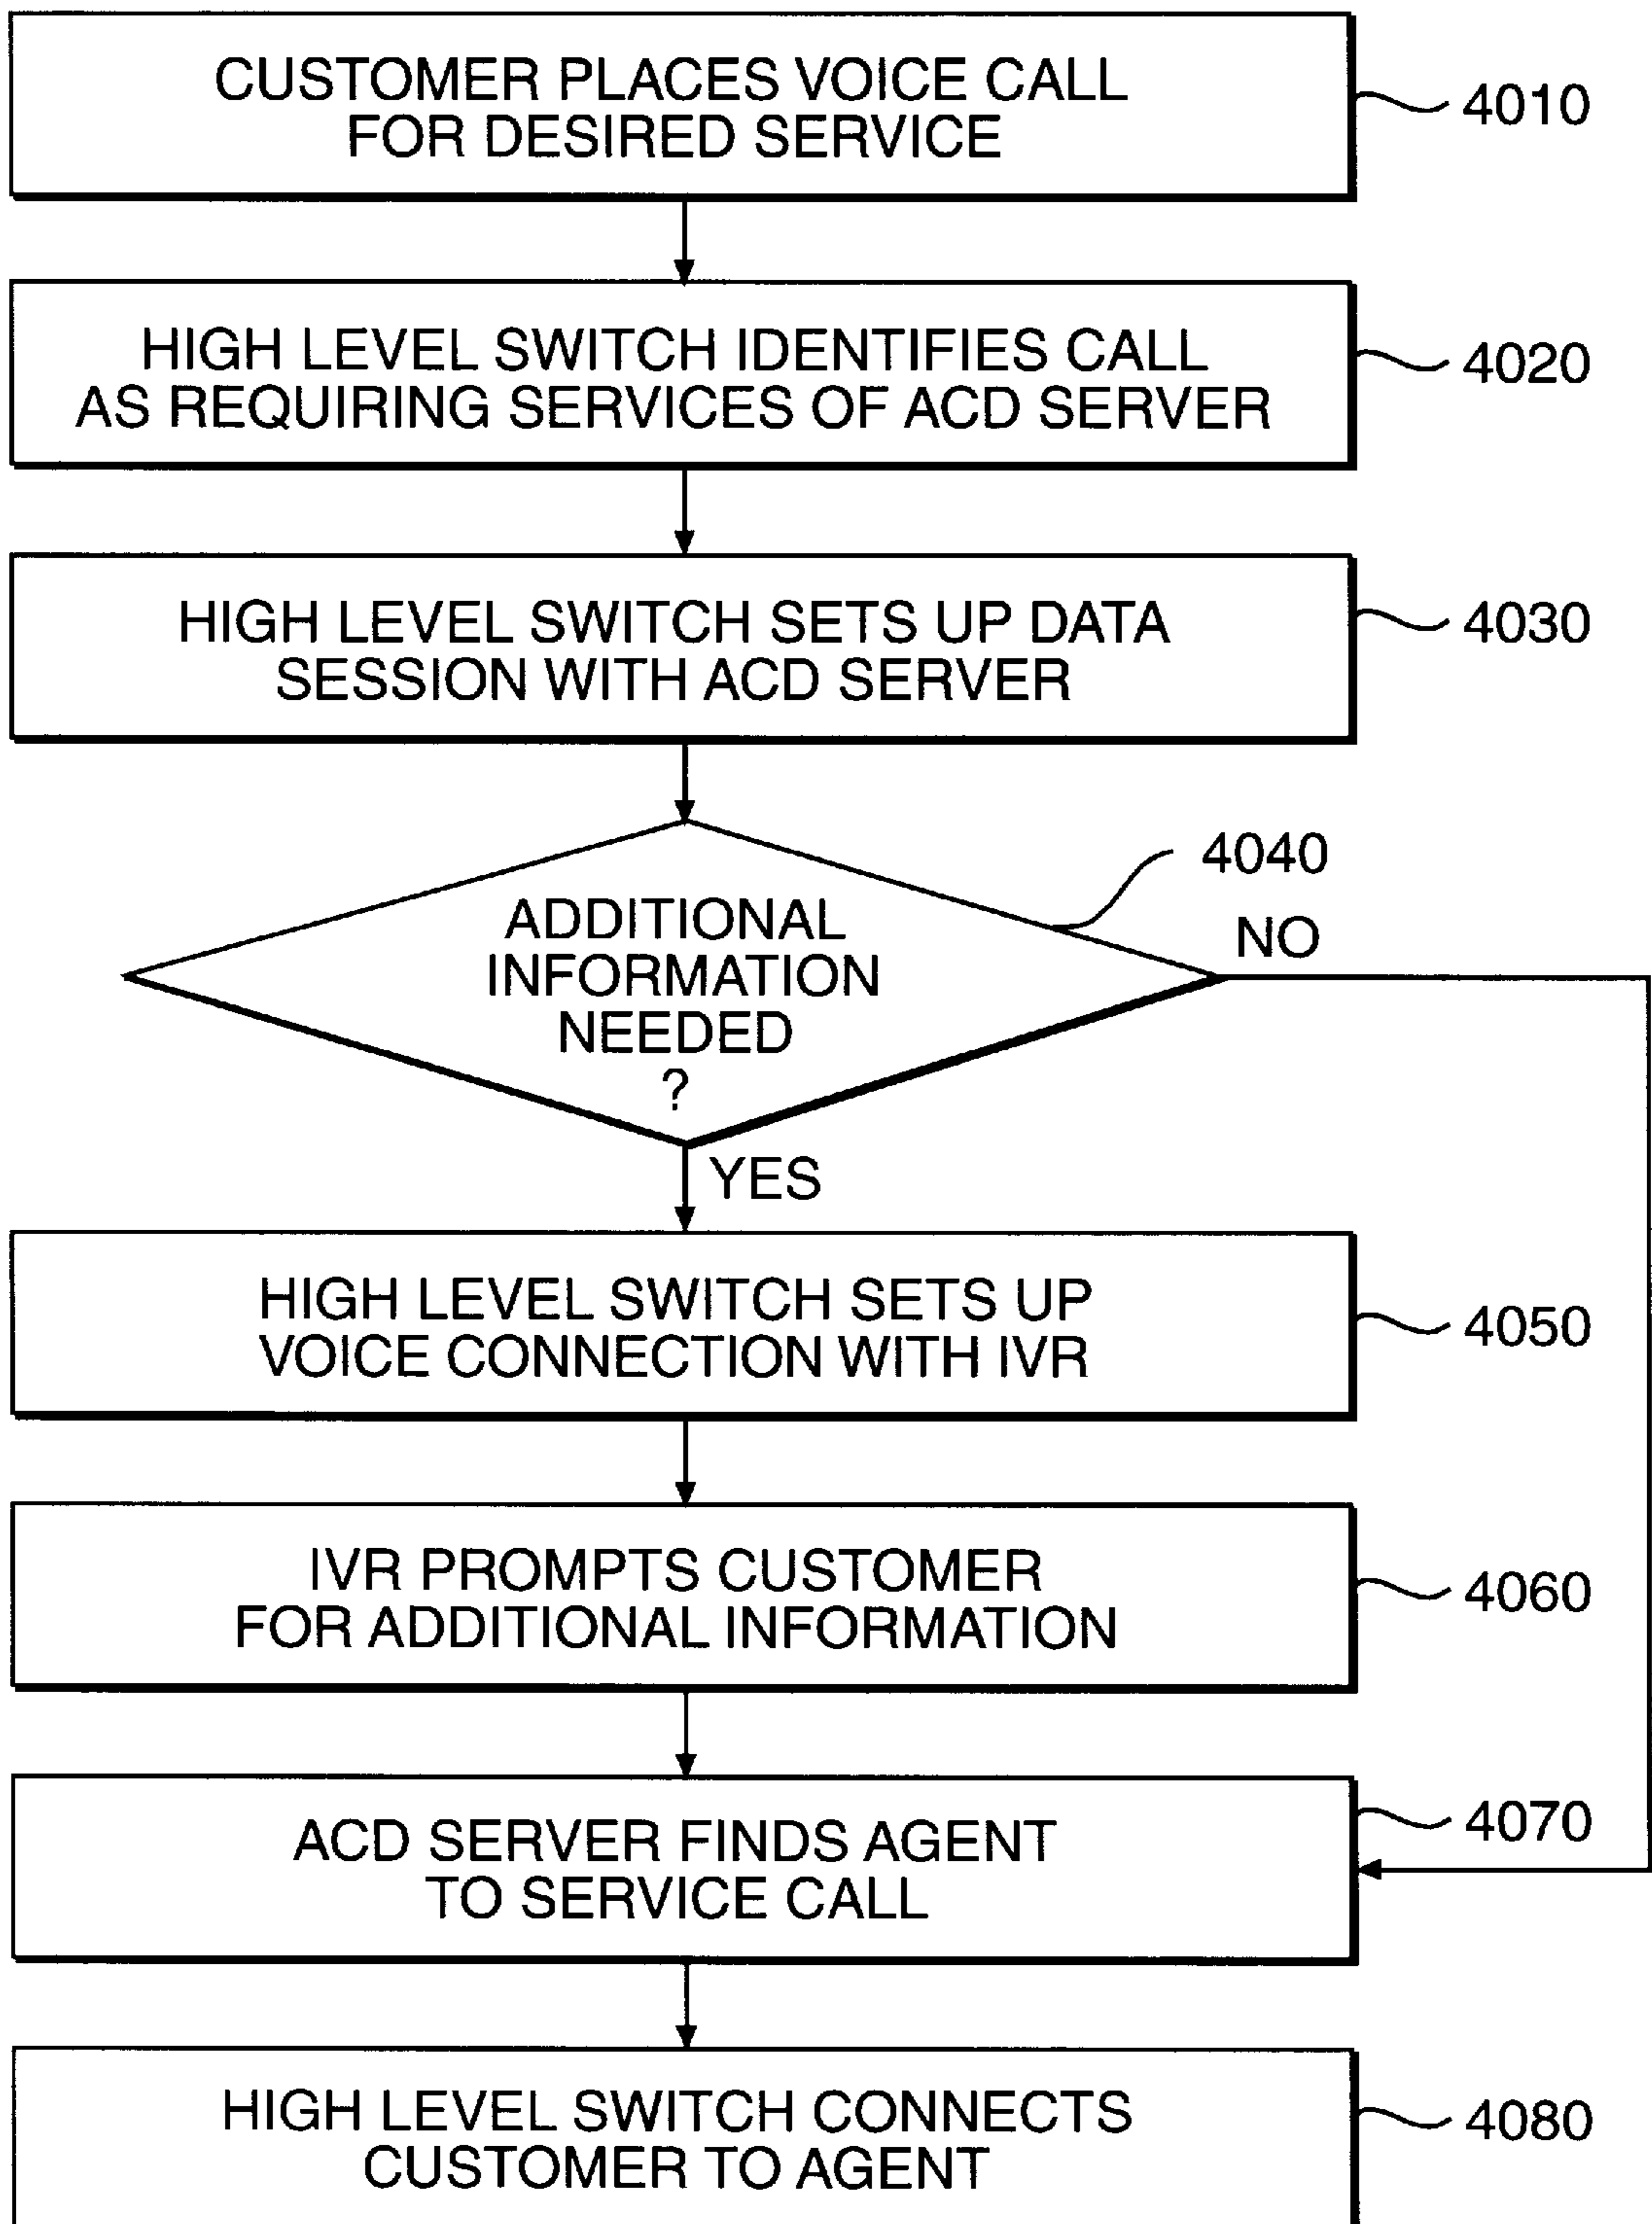 CUSTOMER PLACES VOICE CALL
FOR DESIRED SERVICE
4010
HIGH LEVEL SWITCH IDENTIFIES CALL
AS REQUIRING SERVICES OF ACD SERVER
4020
HIGH LEVEL SWITCH SETS UP DATA
SESSION WITH ACD SERVER
4030
4040
ADDITIONAL
INFORMATION
NEEDED
?
NO
YES
HIGH LEVEL SWITCH SETS UP
VOICE CONNECTION WITH IVR
4050
IVR PROMPTS CUSTOMER
FOR ADDITIONAL INFORMATION
4060
ACD SERVER FINDS AGENT
TO SERVICE CALL
4070
HIGH LEVEL SWITCH CONNECTS
CUSTOMER TO AGENT
4080